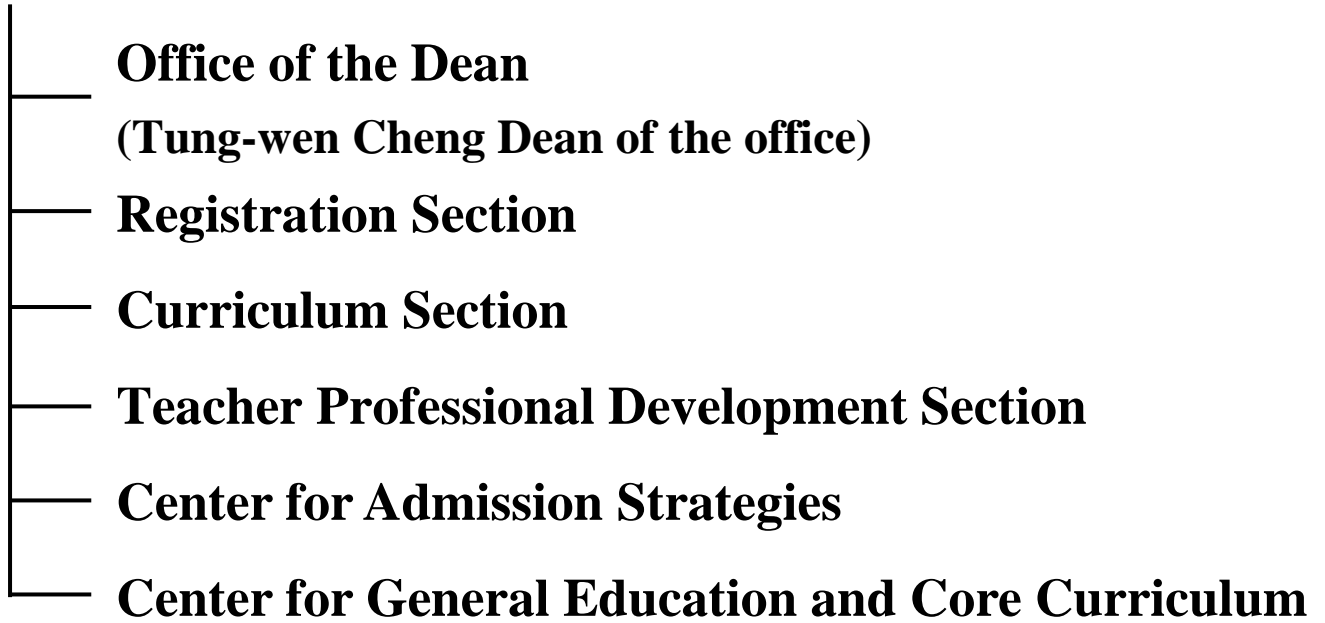 Office of the Dean
(Tung-wen Cheng Dean of the office)
Registration Section
Curriculum Section
Teacher Professional Development Section
Center for Admission Strategies
Center for General Education and Core Curriculum